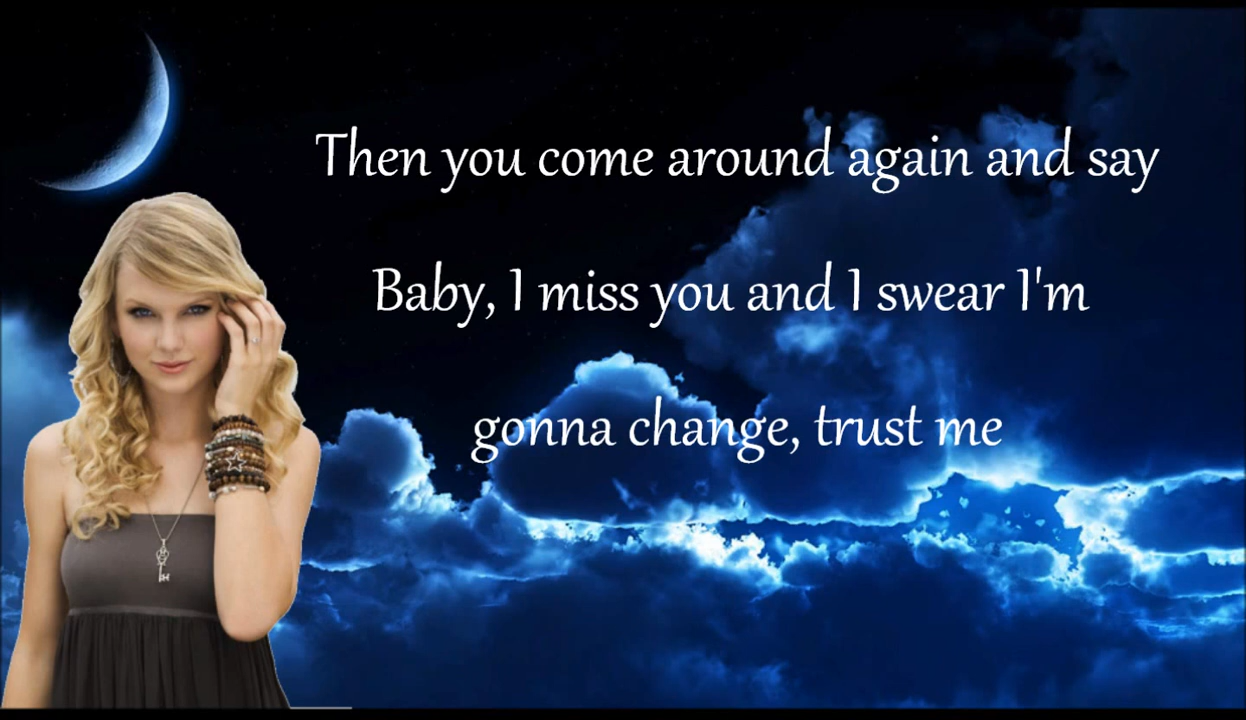 Then you come around again and say
Baby, I miss you and I swear I'm
gonna change, trust me